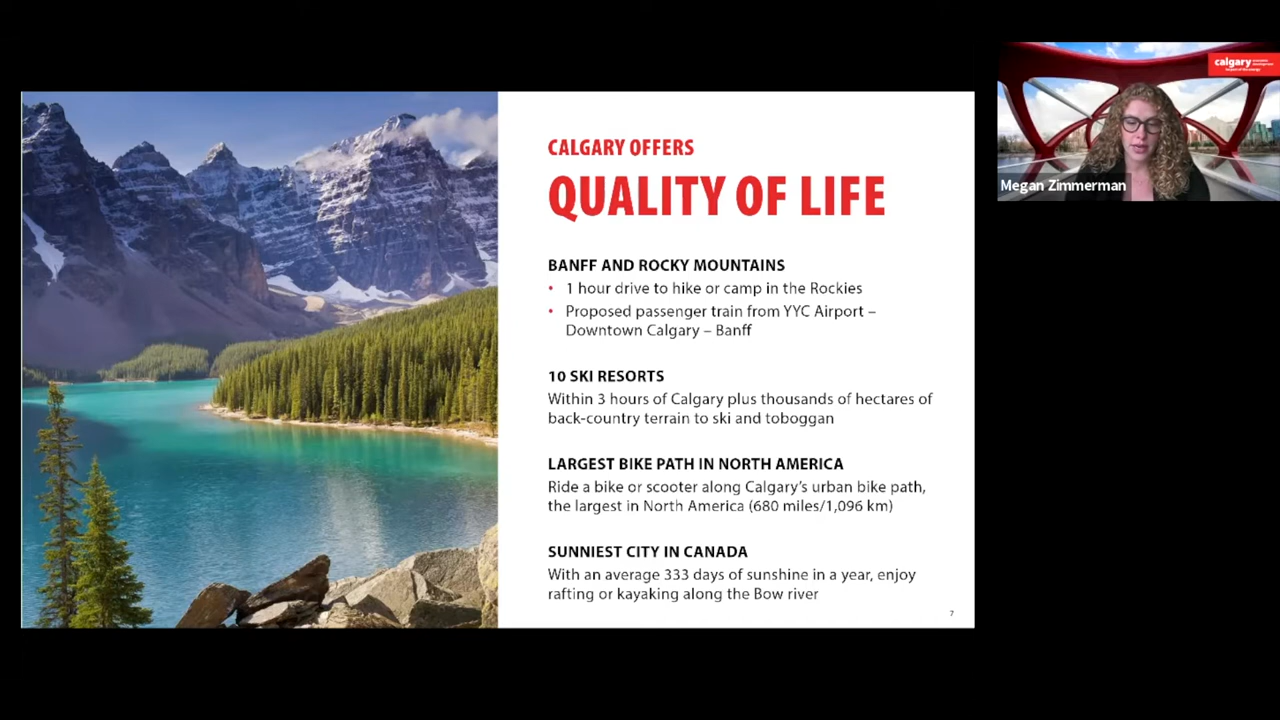 CALGARY OFFERS
QUALITY OF LIFE
BANFF AND ROCKY MOUNTAINS
• 1 hour drive to hike or camp in the Rockies
• Proposed passenger train from YYC Airport –
Downtown Calgary – Banff
10 SKI RESORTS
Within 3 hours of Calgary plus thousands of hectares of
back-country terrain to ski and toboggan
LARGEST BIKE PATH IN NORTH AMERICA
Ride a bike or scooter along Calgary's urban bike path,
the largest in North America (680 miles/1,096 km)
SUNNIEST CITY IN CANADA
With an average 333 days of sunshine in a year, enjoy
rafting or kayaking along the Bow river
7
calgary
Megan Zimmerman